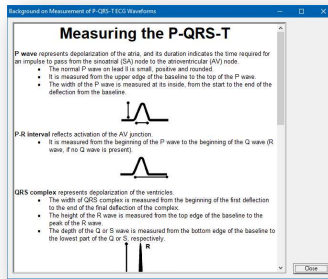 Background on Measurement of P-QRS-T ECG Waveforms
Measuring the P-QRS-T
P wave represents depolarization of the atria, and its duration indicates the time required for
an impulse to pass from the sinoatrial (SA) node to the atrioventricular (AV) node.
• The normal P wave on lead II is small, positive and rounded.
• It is measured from the upper edge of the baseline to the top of the P wave.
• The width of the P wave is measured at its inside, from the start to the end of the
deflection from the baseline.
P-R interval reflects activation of the AV junction.
• It is measured from the beginning of the P wave to the beginning of the Q wave (R
wave, if no Q wave is present).
QRS complex represents depolarization of the ventricles.
• The width of QRS complex is measured from the beginning of the first deflection
to the end of the final deflection of the complex.
• The height of the R wave is measured from the top edge of the baseline to the
peak of the R wave.
• The depth of the Q or S wave is measured from the bottom edge of the baseline to
the lowest part of the Q or S, respectively.
R
Close